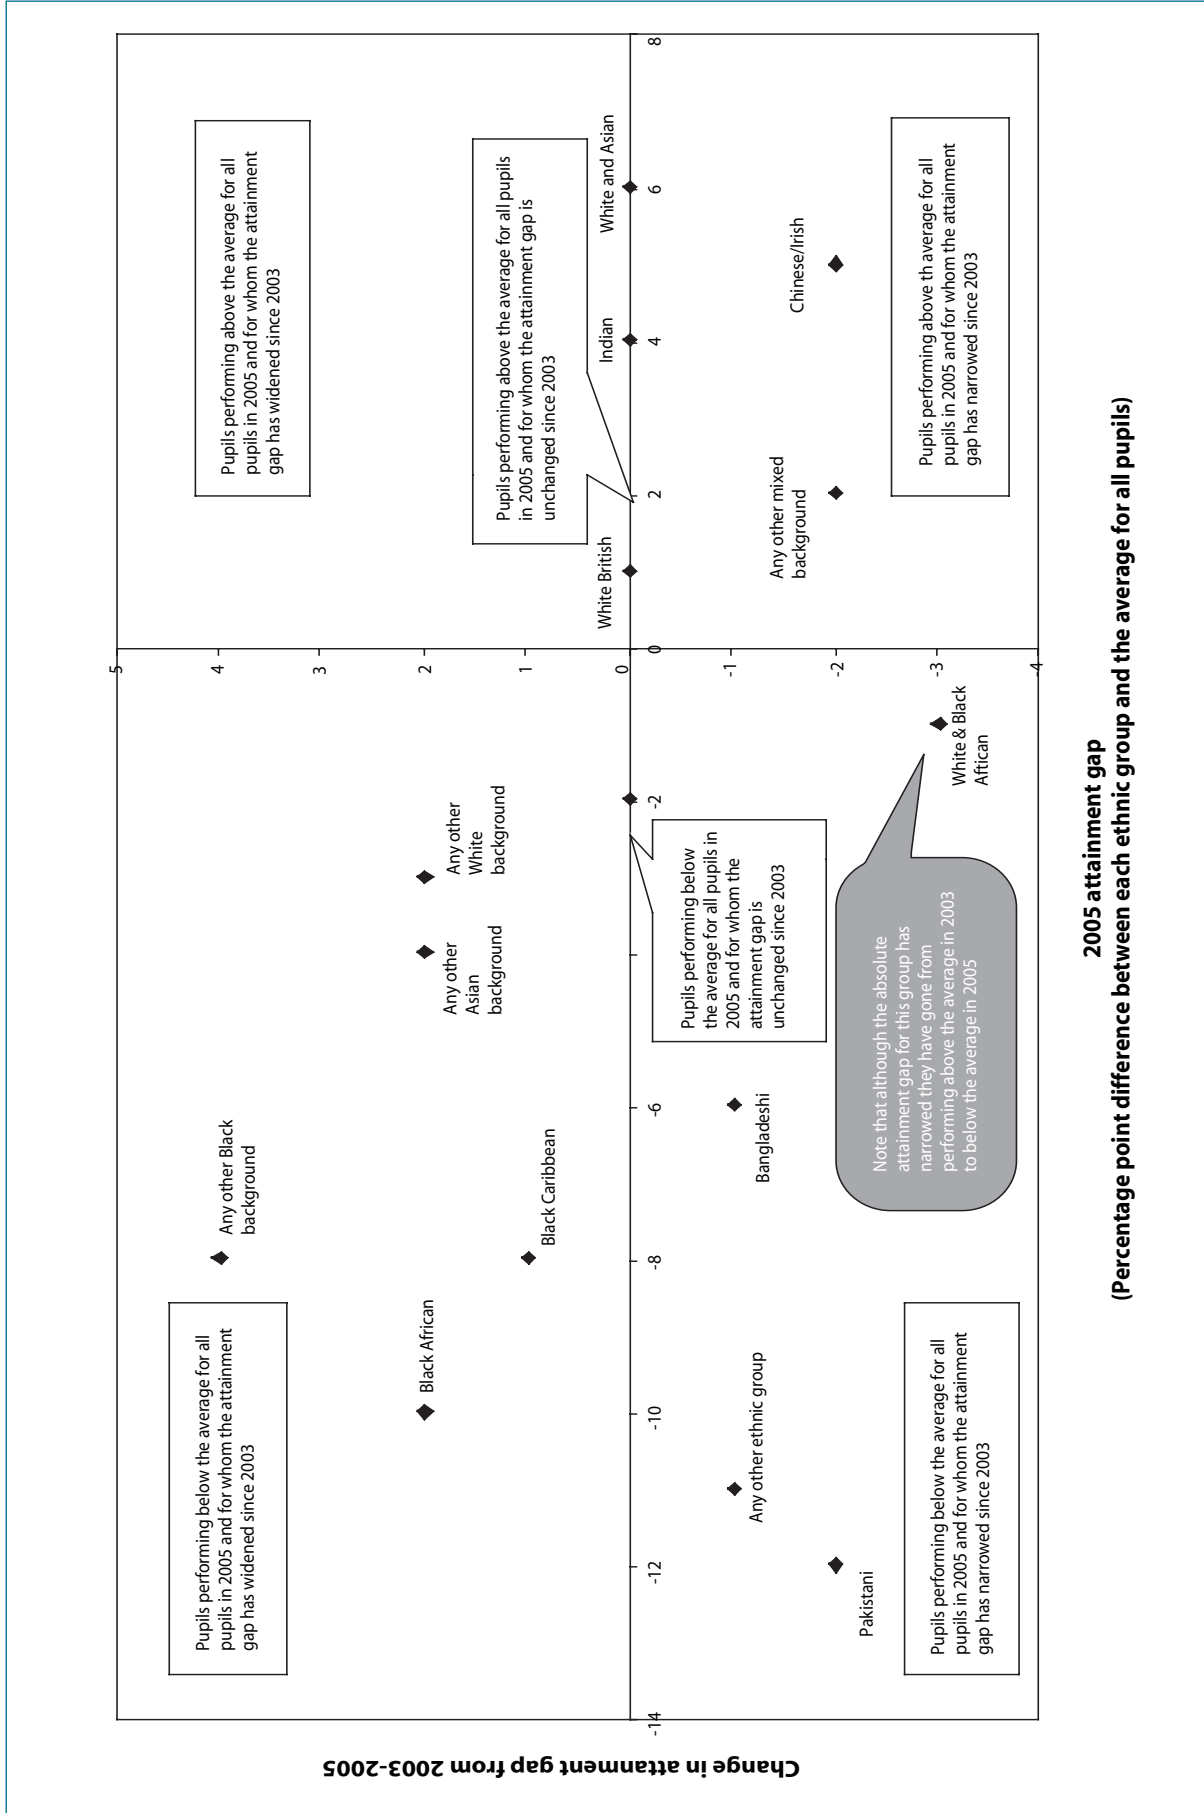 Change in attanment gap from 2003-2005
5
4
3
2
1
0
-1
-2
-3
-4
-14
-12
-10
-8
-6
-2
0
2
4
6
8
Pupils performing below the average for all
pupils in 2005 and for whom the attainment
gap has widened since 2003
Any other Black
background
Black African
Black Caribbean
Any other
Asian
background
Any other
White
background
Pupils performing above the average for all
pupils in 2005 and for whom the attainment
gap has widened since 2003
Pupils performing above the average for all pupils
in 2005 and for whom the attainment gap is
unchanged since 2003
White British
Indian
White and Asian
Pupils performing below
the average for all pupils in
2005 and for whom the
attainment gap is
unchanged since 2003
Any other ethnic group
Bangladeshi
Pakistani
Any other mixed
background
Chinese/Irish
Note that although the absolute
attainment gap for this group has
narrowed they have gone from
performing above the average in 2003
to below the average in 2005
White & Black
Aftican
Pupils performing below the average for all
pupils in 2005 and for whom the attainment
gap has narrowed since 2003
Pupils performing above th average for all
pupils in 2005 and for whom the attainment
gap has narrowed since 2003
2005 attainment gap
(Percentage point difference between each ethnic group and the average for all pupils)